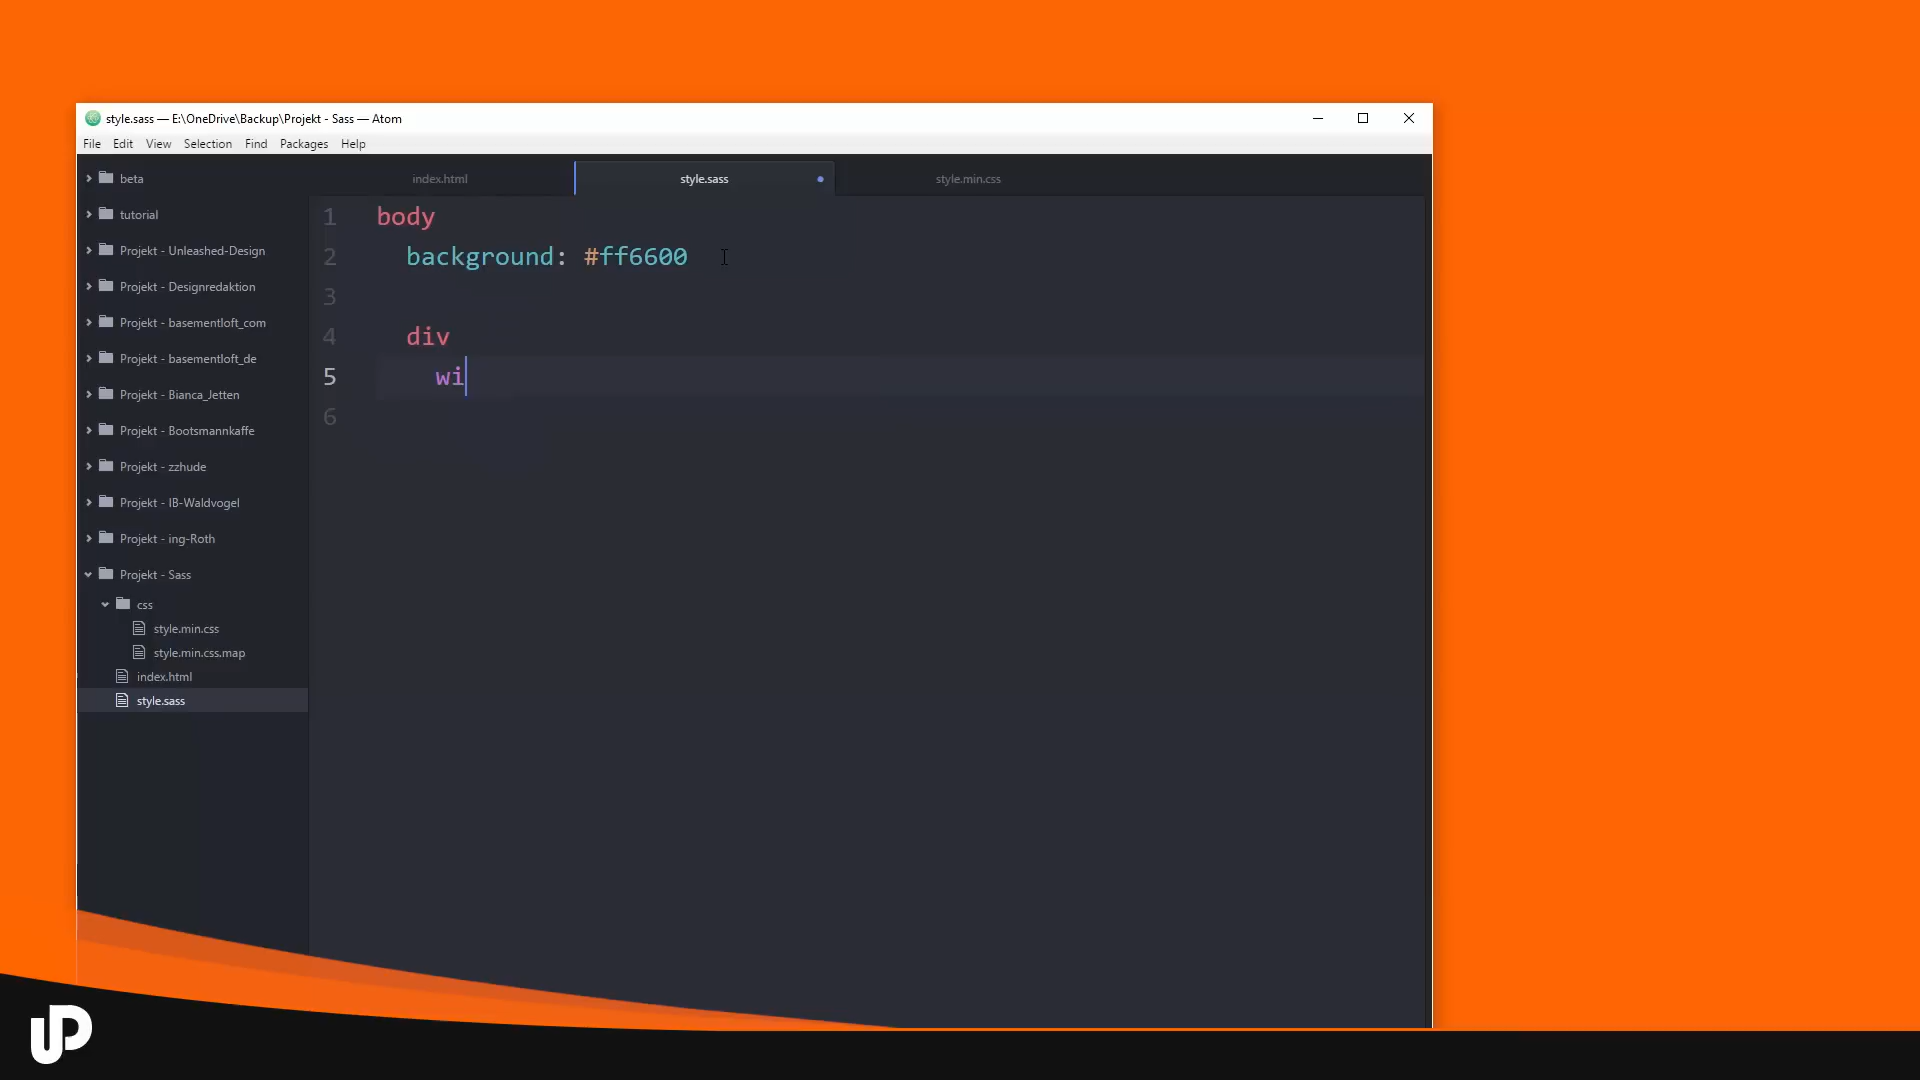 style.sass — E:\OneDrive\Backup\Projekt - Sass — Atom
File Edit View Selection Find Packages Help
beta
tutorial
Projekt - Unleashed-Design
Projekt - Designredaktion
Projekt - basementloft_com
Projekt - basementloft_de
Projekt - Bianca_Jetten
Projekt - Bootsmannkaffe
Projekt - zzhude
Projekt - IB-Waldvogel
Projekt - ing-Roth
Projekt - Sass
css
style.min.css
style.min.css.map
index.html
style.sass
index.html style.sass style.min.css
1 body
2 background: #ff6600
3
4 div
5 wi
6
UP